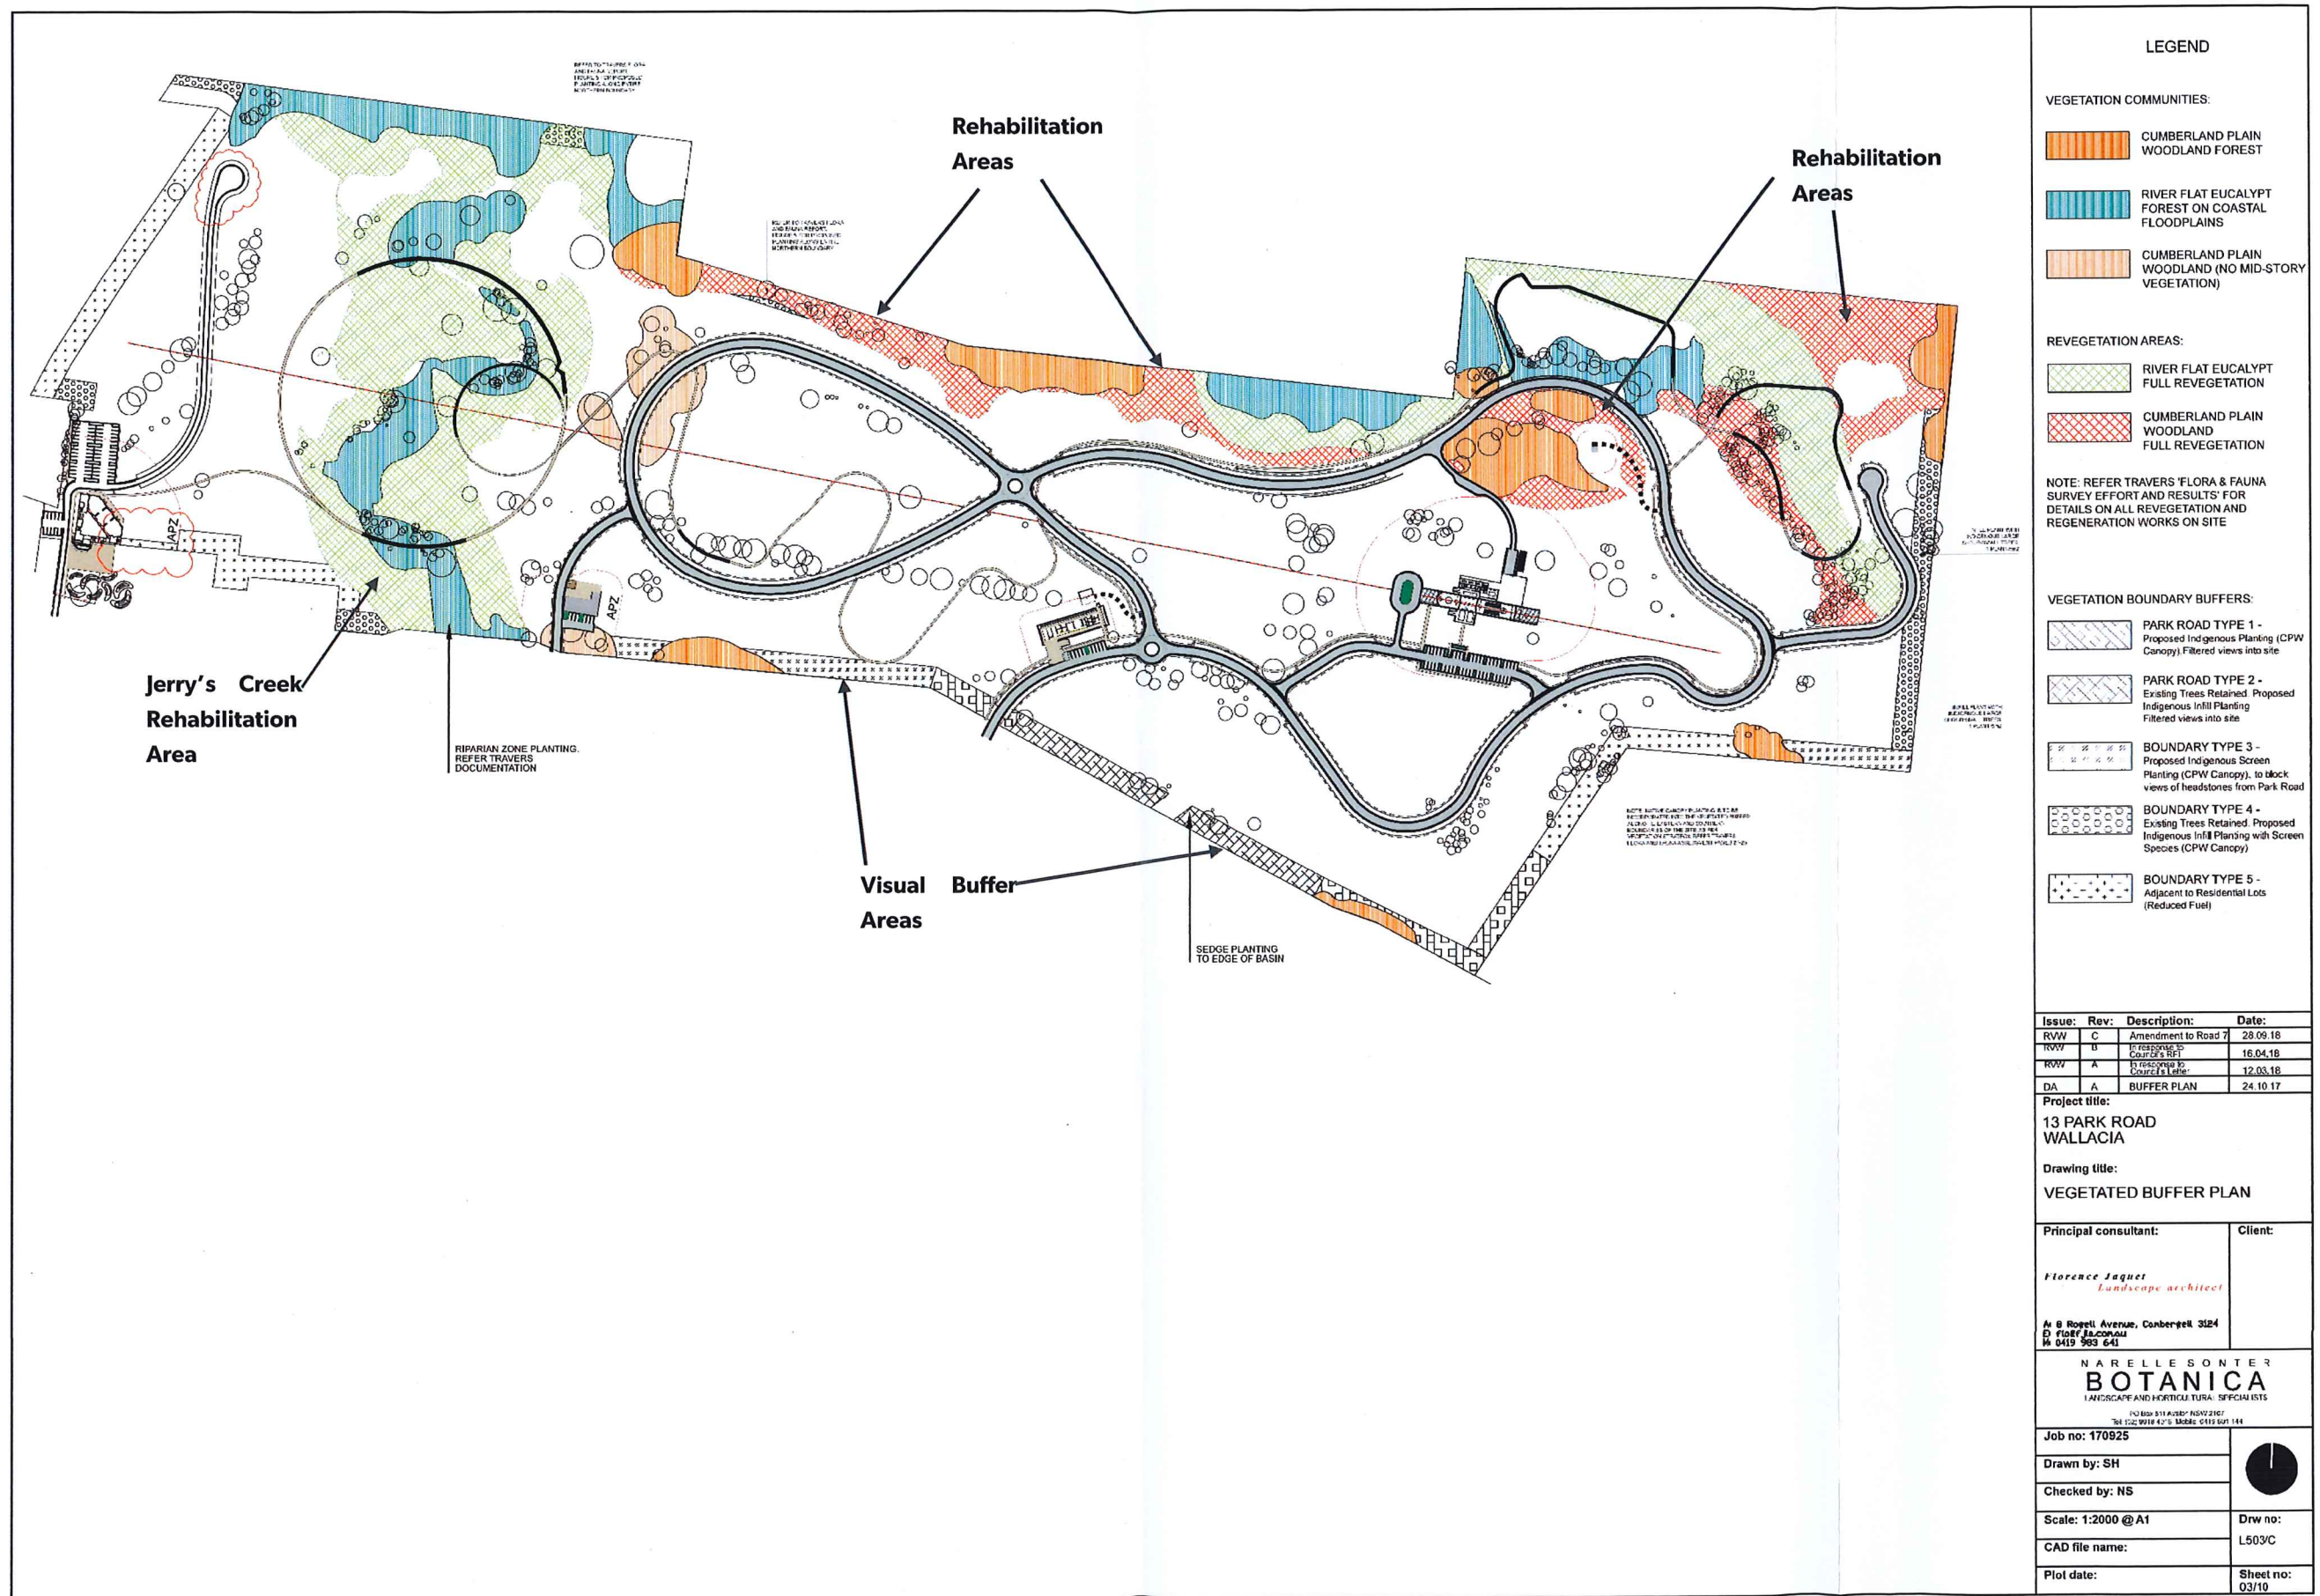 Rehabilitation
Areas
Rehabilitation
Areas
APZ
APZ
Jerry's Creek
Rehabilitation
Area
RIPARIAN ZONE PLANTING.
REFER TRAVERS
DOCUMENTATION
Visual Buffer
Areas
SEDGE PLANTING
TO EDGE OF BASIN
LEGEND
VEGETATION COMMUNITIES:
CUMBERLAND PLAIN
WOODLAND FOREST
RIVER FLAT EUCALYPT
FOREST ON COASTAL
FLOODPLAINS
CUMBERLAND PLAIN
WOODLAND (NO MID-STORY
VEGETATION)
REVEGETATION AREAS:
RIVER FLAT EUCALYPT
FULL REVEGETATION
CUMBERLAND PLAIN
WOODLAND
FULL REVEGETATION
NOTE: REFER TRAVERS 'FLORA & FAUNA
SURVEY EFFORT AND RESULTS' FOR
DETAILS ON ALL REVEGETATION AND
REGENERATION WORKS ON SITE
VEGETATION BOUNDARY BUFFERS:
PARK ROAD TYPE 1 -
Proposed Indigenous Planting (CPW
Canopy). Filtered views into site
PARK ROAD TYPE 2 -
Existing Trees Retained. Proposed
Indigenous Infill Planting
Filtered views into site
BOUNDARY TYPE 3 -
Proposed Indigenous Screen
Planting (CPW Canopy), to block
views of headstones from Park Road
BOUNDARY TYPE 4 -
Existing Trees Retained. Proposed
Indigenous Infill Planting with Screen
Species (CPW Canopy)
BOUNDARY TYPE 5 -
Adjacent to Residential Lots
(Reduced Fuel)
Issue: Rev: Description: Date:
RVW C Amendment to Road 7 28.09.18
RVW B In response to
Council's RFI 16.04.18
RVW A In response to
Council's Letter 12.03.18
DA A BUFFER PLAN 24.10.17
Project title:
13 PARK ROAD
WALLACIA
Drawing title:
VEGETATED BUFFER PLAN
Principal consultant: Client:
Florence Jaquet
Landscape architect
A 8 Rowell Avenue, Camberwell 3124
M 0419 983 641
NARELLE SONTER
BOTANICA
LANDSCAPE AND HORTICULTURAL SPECIALISTS
Job no: 170925
Drawn by: SH
Checked by: NS
Scale: 1:2000 @ A1 Drw no:
L503/C
CAD file name:
Plot date: Sheet no:
03/10